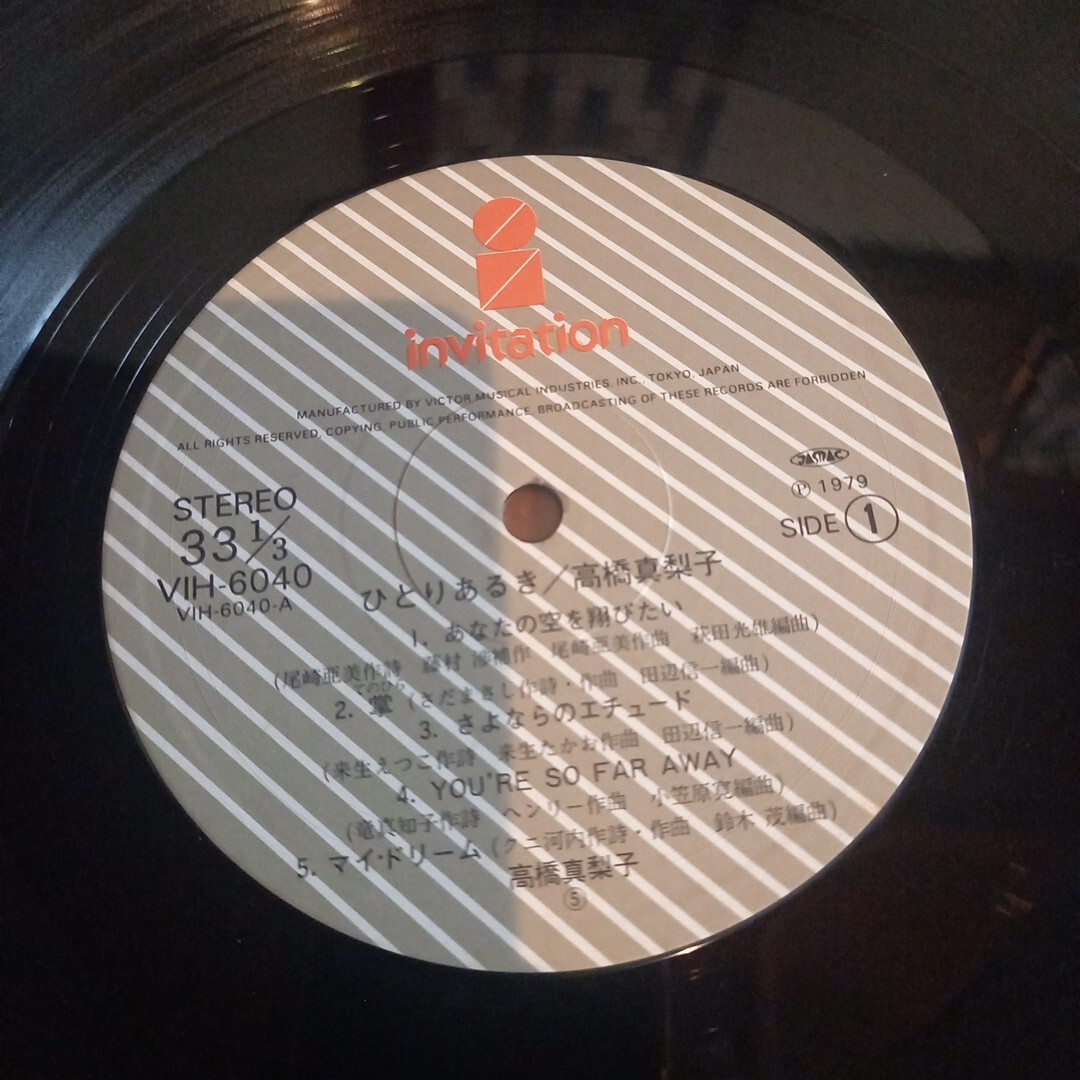 invitation
MANUFACTURED BY VICTOR MUSICAL INDUSTRIES, INC., TOKYO, JAPAN
ALL RIGHTS RESERVED, COPYING, PUBLIC PERFORMANCE, BROADCASTING OF THESE RECORDS ARE FORBIDDEN
STEREO
33 1/3
VIH-6040
VIH-6040-A
JASRAC
Ⓟ 1979
SIDE 1
ひとりあるき/高橋真梨子
1. あなたの空を翔びたい
(尾崎亜美作詩 藤村 渉補作 尾崎亜美作曲 萩田光雄編曲)
てのひら
2. 掌 (さだまさし作詩・作曲 田辺信一編曲)
3. さよならのエチュード
(来生えつこ作詩 来生たかお作曲 田辺信一編曲)
4. YOU'RE SO FAR AWAY
(竜真知子作詩 ヘンリー作曲 小笠原寛編曲)
5. マイ・ドリーム (クニ河内作詩・作曲 鈴木 茂編曲)
高橋真梨子
⑤